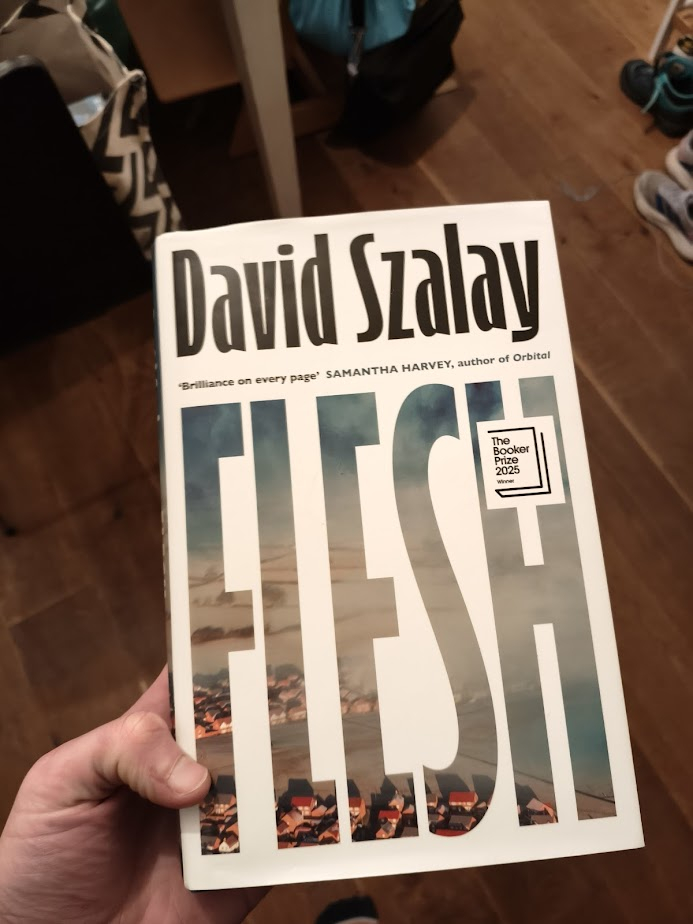 David Szalay
‘Brilliance on every page’ SAMANTHA HARVEY, author of Orbital
FLESH
The
Booker
Prize
2025
Winner